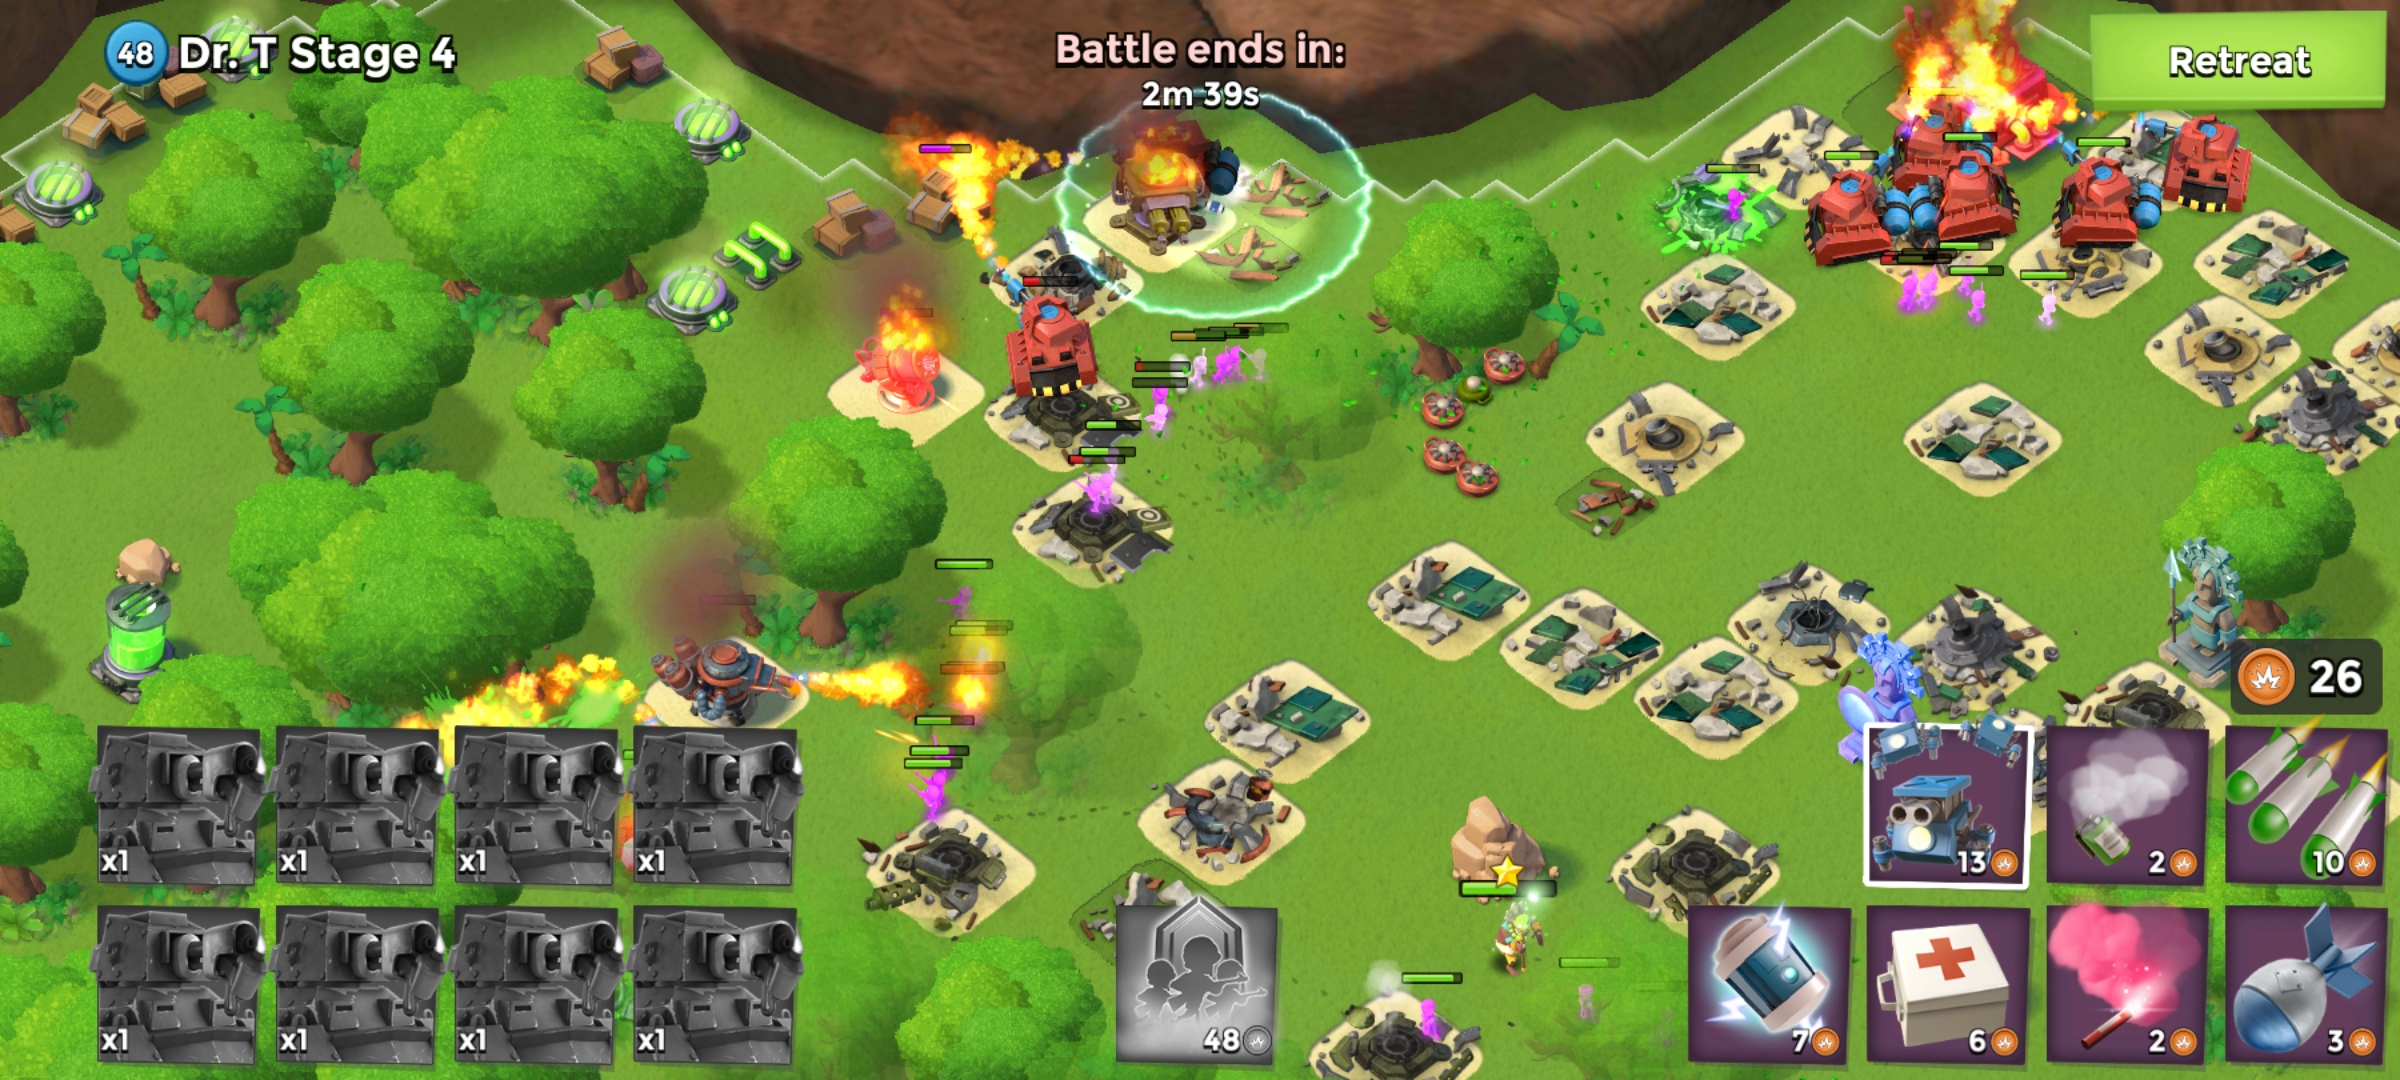 48 Dr. T Stage 4
Battle ends in:
2m 39s
Retreat
26
x1 x1 x1 x1
13 2 10
x1 x1 x1 x1
48
7 6 2 3